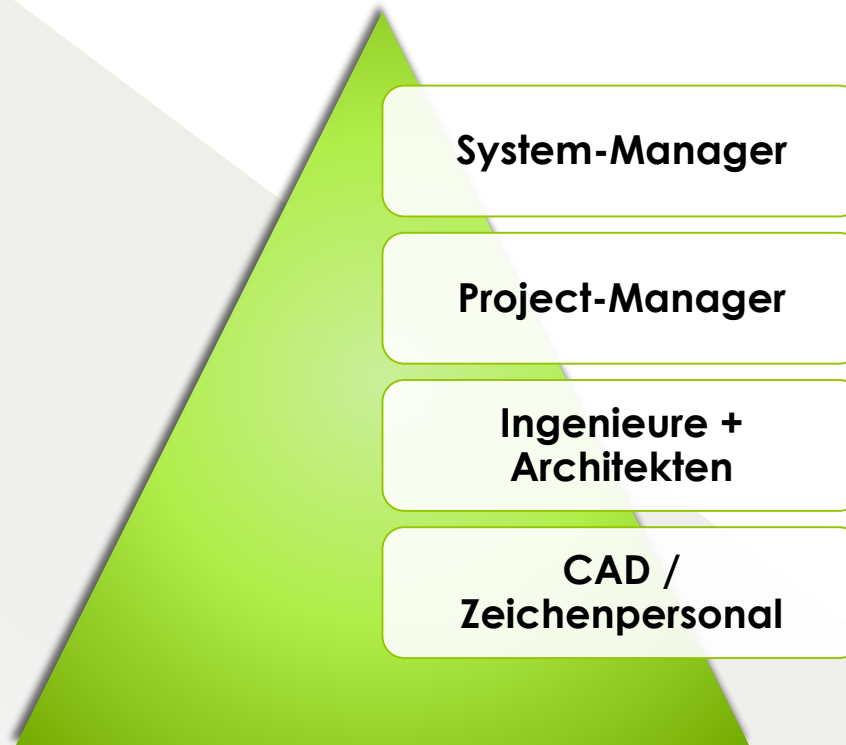 System-Manager
Project-Manager
Ingenieure +
Architekten
CAD /
Zeichenpersonal